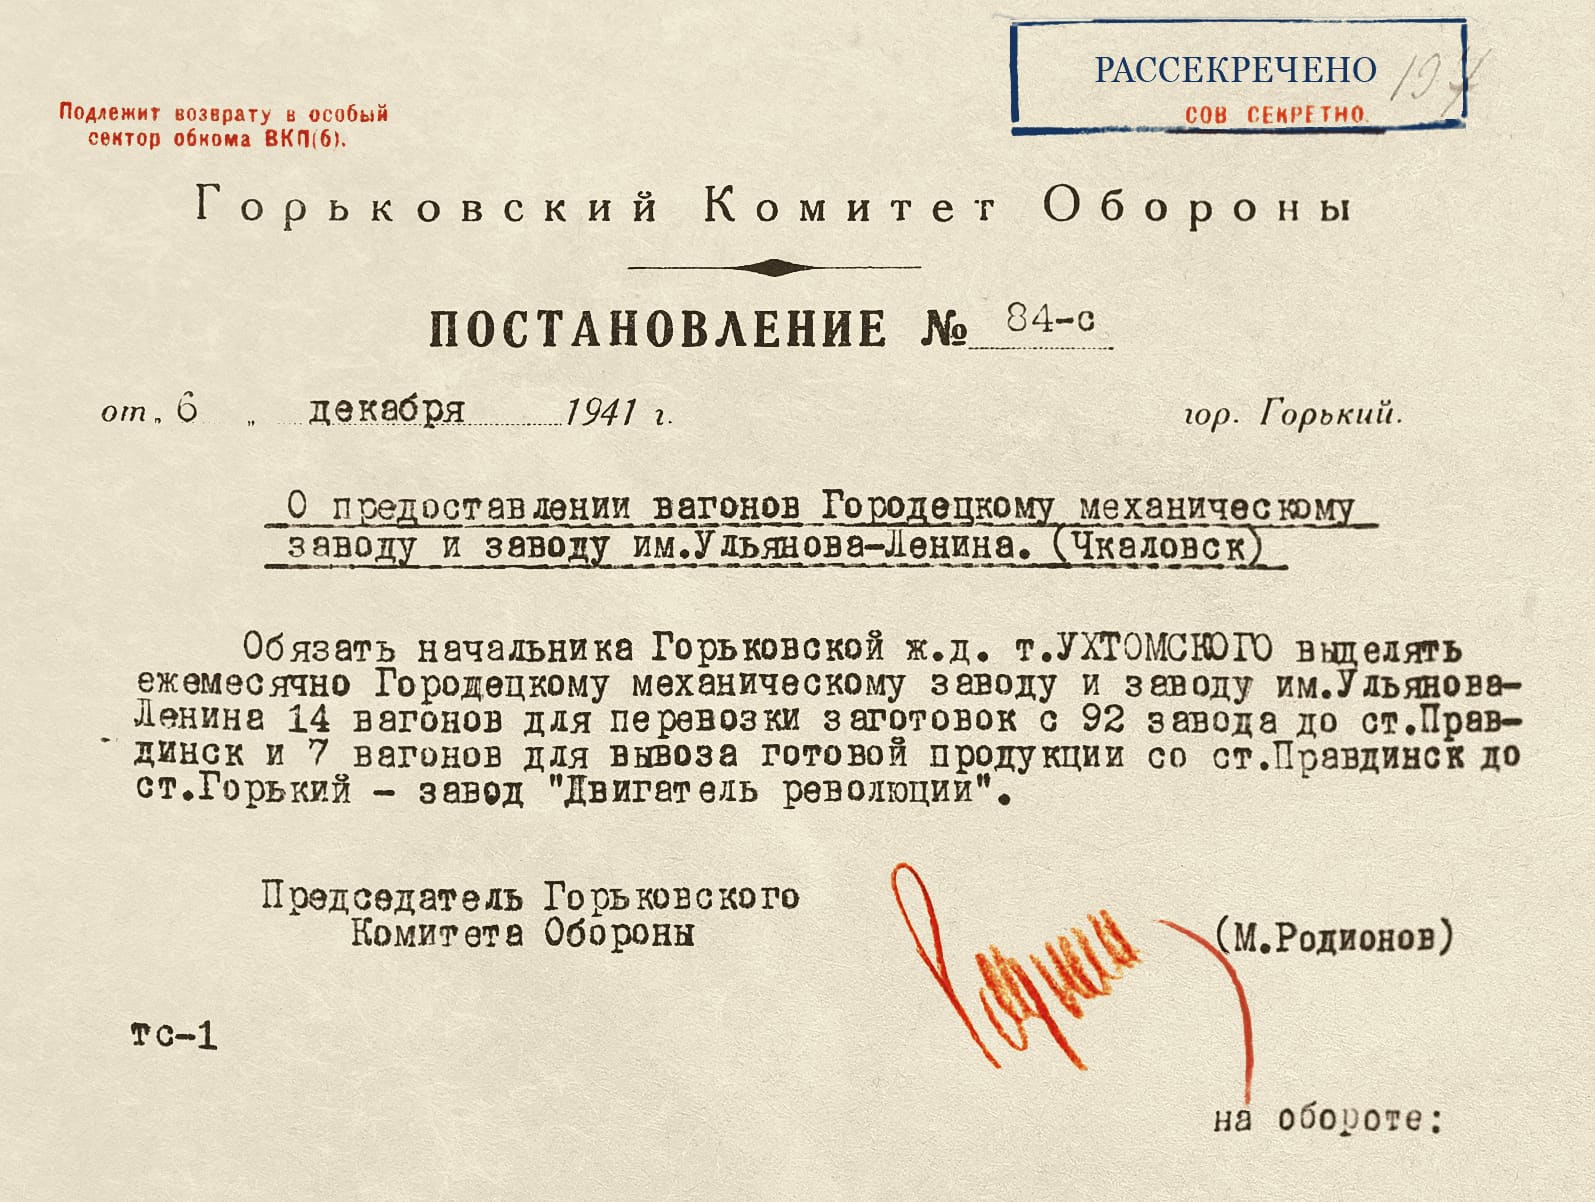 РАССЕКРЕЧЕНО
СОВ СЕКРЕТНО.
Подлежит возврату в особый
сектор обкома ВКП(б).
Горьковский Комитет Обороны
ПОСТАНОВЛЕНИЕ № 84-с
от „ 6 „ декабря 1941 г. гор. Горький.
О предоставлении вагонов Городецкому механическому
заводу и заводу им.Ульянова-Ленина. (Чкаловск)
Обязать начальника Горьковской ж.д. т.УХТОМСКОГО выделять
ежемесячно Городецкому механическому заводу и заводу им.Ульянова-
Ленина 14 вагонов для перевозки заготовок с 92 завода до ст.Прав-
динск и 7 вагонов для вывоза готовой продукции со ст.Правдинск до
ст.Горький - завод "Двигатель революции".
Председатель Горьковского
Комитета Обороны (М.Родионов)
тс-1
на обороте: